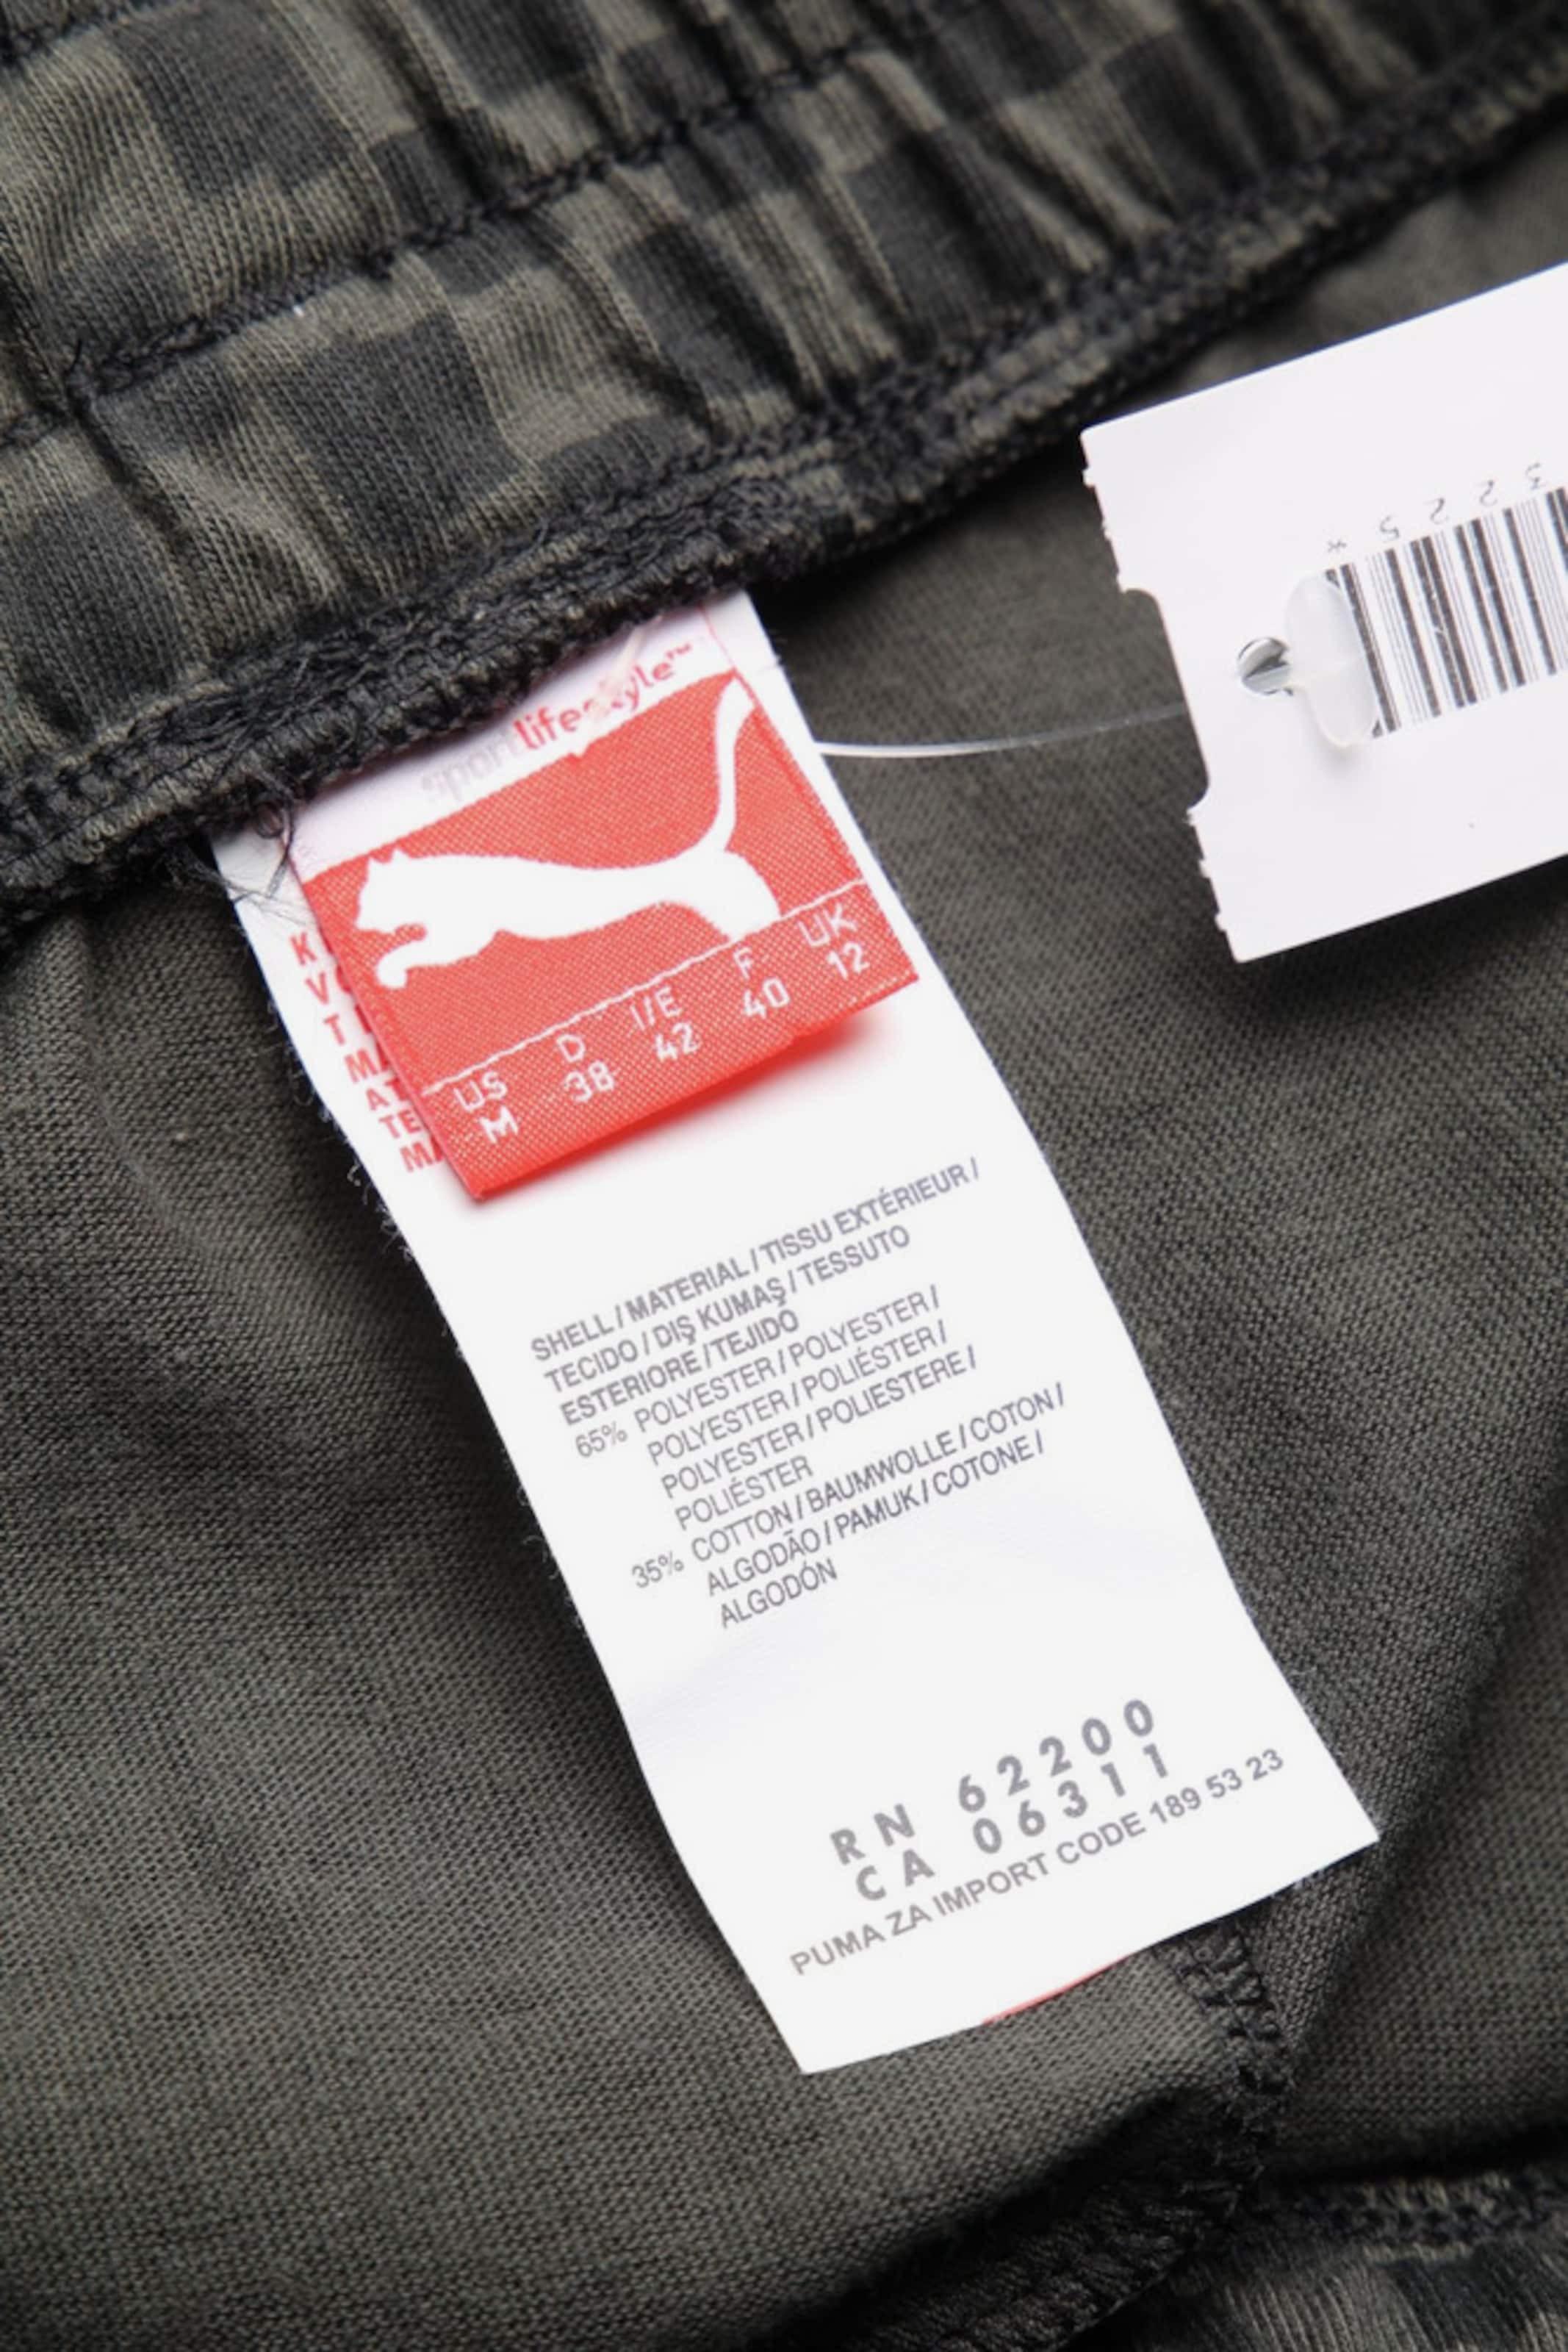 sportlifestyle™
US D I/E F UK
M 38 42 40 12
SHELL / MATERIAL / TISSU EXTÉRIEUR /
TECIDO / DIŞ KUMAŞ / TESSUTO
ESTERIORE / TEJIDO
65% POLYESTER / POLYESTER /
POLYESTER / POLIÉSTER /
POLYESTER / POLIESTERE /
POLIÉSTER
35% COTTON / BAUMWOLLE / COTON /
ALGODÃO / PAMUK / COTONE /
ALGODÓN
RN 62200
CA 06311
PUMA ZA IMPORT CODE 189 53 23
3225*